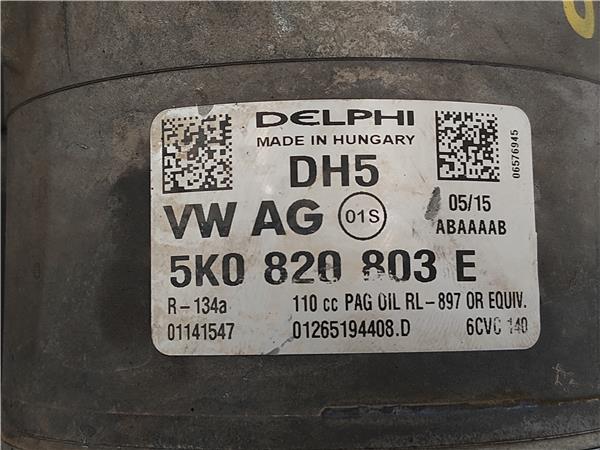 DELPHI
MADE IN HUNGARY
DH5
06576945
VW AG 01S
05/15
ABAAAAB
5K0 820 803 E
R-134a 110 cc PAG OIL RL-897 OR EQUIV.
01141547 01265194408.D 6CVC 140